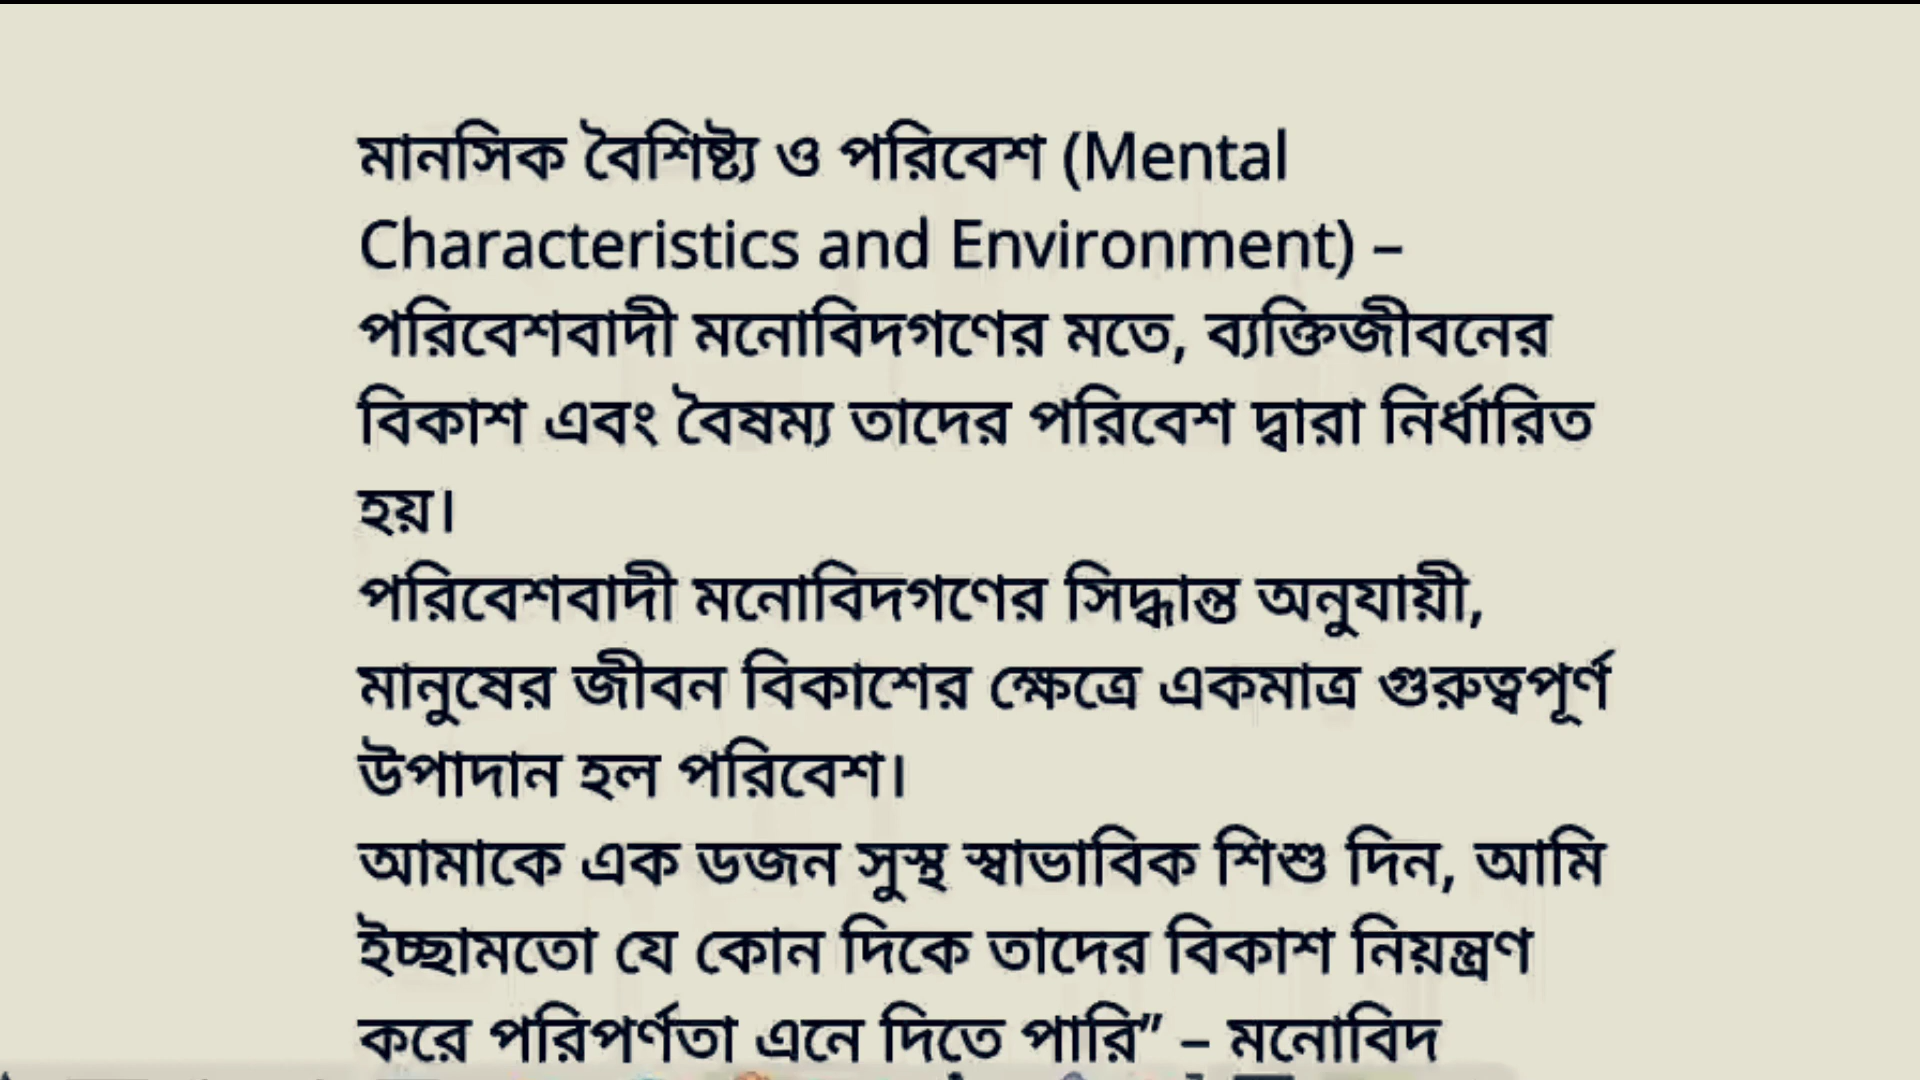 মানসিক বৈশিষ্ট্য ও পরিবেশ (Mental
Characteristics and Environment) –
পরিবেশবাদী মনোবিদগণের মতে, ব্যক্তিজীবনের
বিকাশ এবং বৈষম্য তাদের পরিবেশ দ্বারা নির্ধারিত
হয়।
পরিবেশবাদী মনোবিদগণের সিদ্ধান্ত অনুযায়ী,
মানুষের জীবন বিকাশের ক্ষেত্রে একমাত্র গুরুত্বপূর্ণ
উপাদান হল পরিবেশ।
আমাকে এক ডজন সুস্থ স্বাভাবিক শিশু দিন, আমি
ইচ্ছামতো যে কোন দিকে তাদের বিকাশ নিয়ন্ত্রণ
করে পরিপর্ণতা এনে দিতে পারি” – মনোবিদ